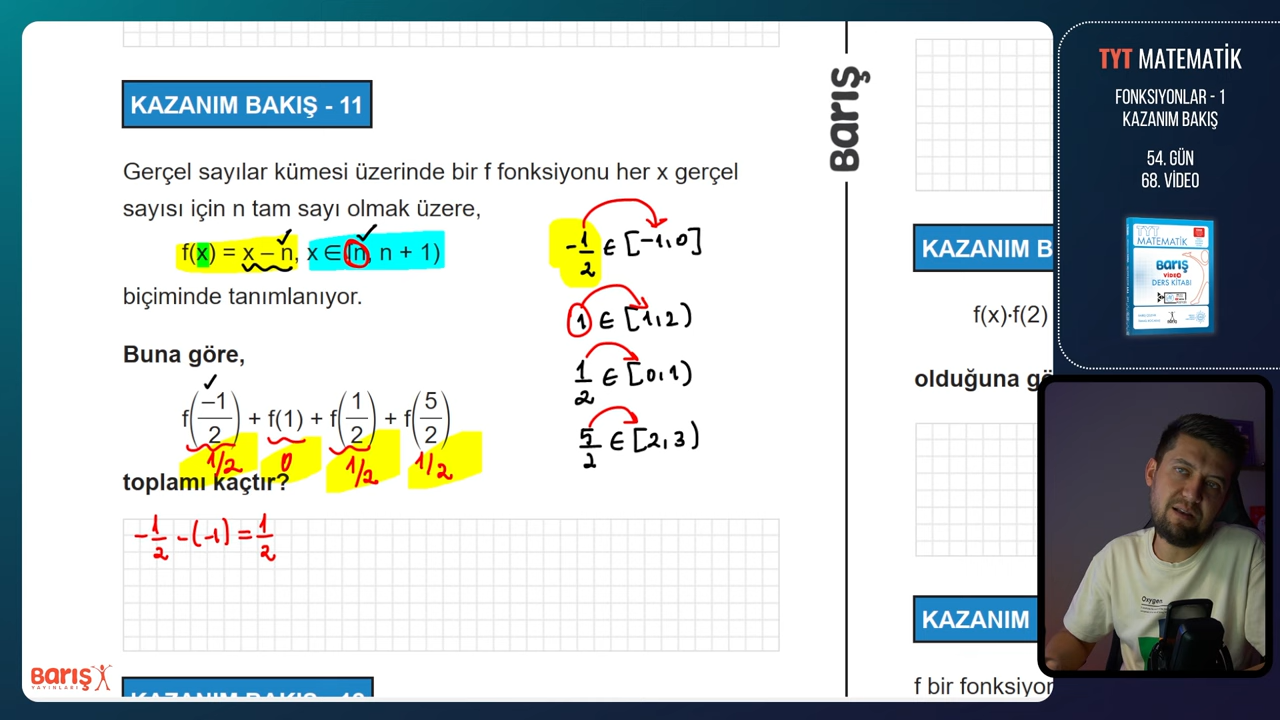 KAZANIM BAKIŞ - 11
Gerçel sayılar kümesi üzerinde bir f fonksiyonu her x gerçel
sayısı için n tam sayı olmak üzere,
f(x) = x – n, x ∈ [n, n + 1)
biçiminde tanımlanıyor.
Buna göre,
f(–1/2) + f(1) + f(1/2) + f(5/2)
1/2 0 1/2 1/2
toplamı kaçtır?
-1/2 - (-1) = 1/2
-1/2 ∈ [-1,0]
1 ∈ [1,2)
1/2 ∈ [0,1)
5/2 ∈ [2,3)
BARIŞ
YAYINLARI
Barış
KAZANIM B
f(x)·f(2)
olduğuna gö
KAZANIM
f bir fonksiyon
TYT MATEMATİK
FONKSIYONLAR - 1
KAZANIM BAKIŞ
54. GÜN
68. VİDEO
TYT
MATEMATİK
BARIŞ
VİDEO
DERS KİTABI
Oxygen